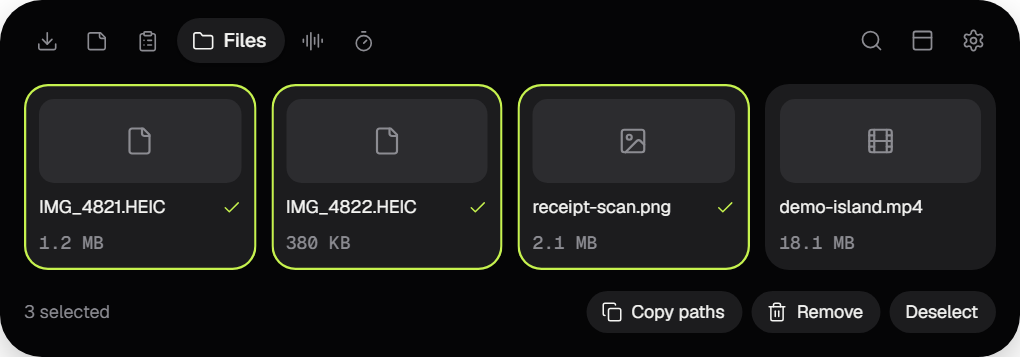 Files
IMG_4821.HEIC
1.2 MB
IMG_4822.HEIC
380 KB
receipt-scan.png
2.1 MB
demo-island.mp4
18.1 MB
3 selected
Copy paths
Remove
Deselect